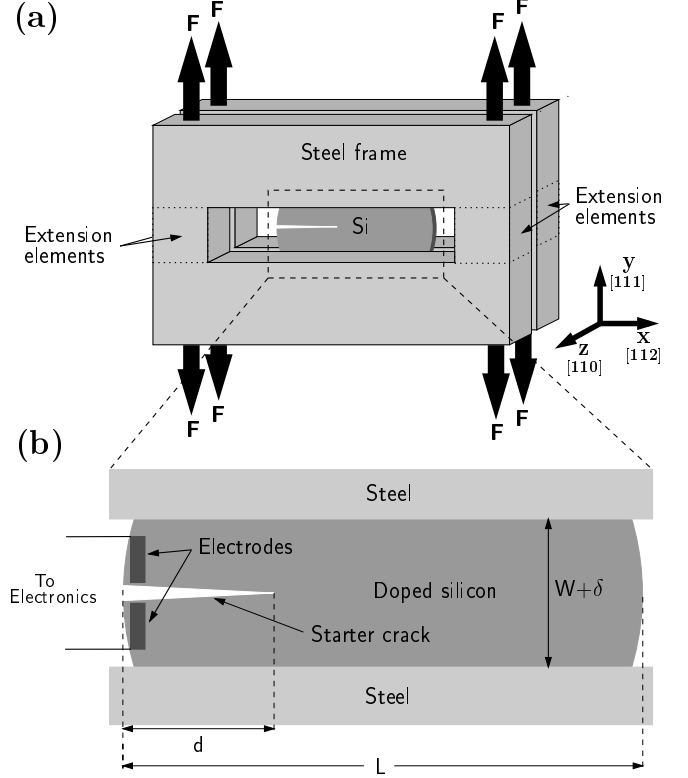 (a)
F
F
F
F
Steel frame
Si
Extension
elements
Extension
elements
y
[111]
x
[112]
z
[110]
F
F
F
F
(b)
Steel
Electrodes
To
Electronics
Doped silicon
W+δ
Starter crack
Steel
d
L